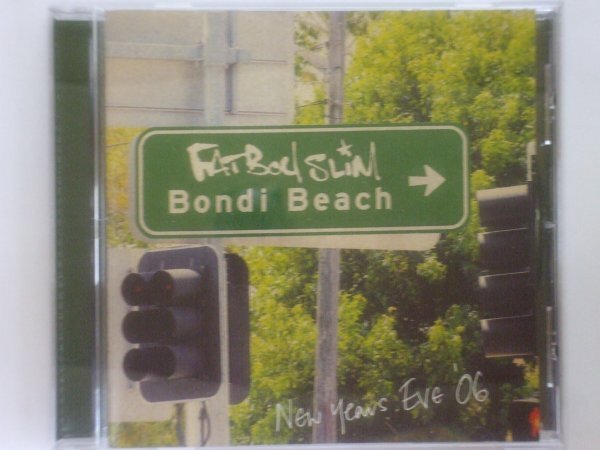 FATBOY SLIM
Bondi Beach
New Years Eve '06